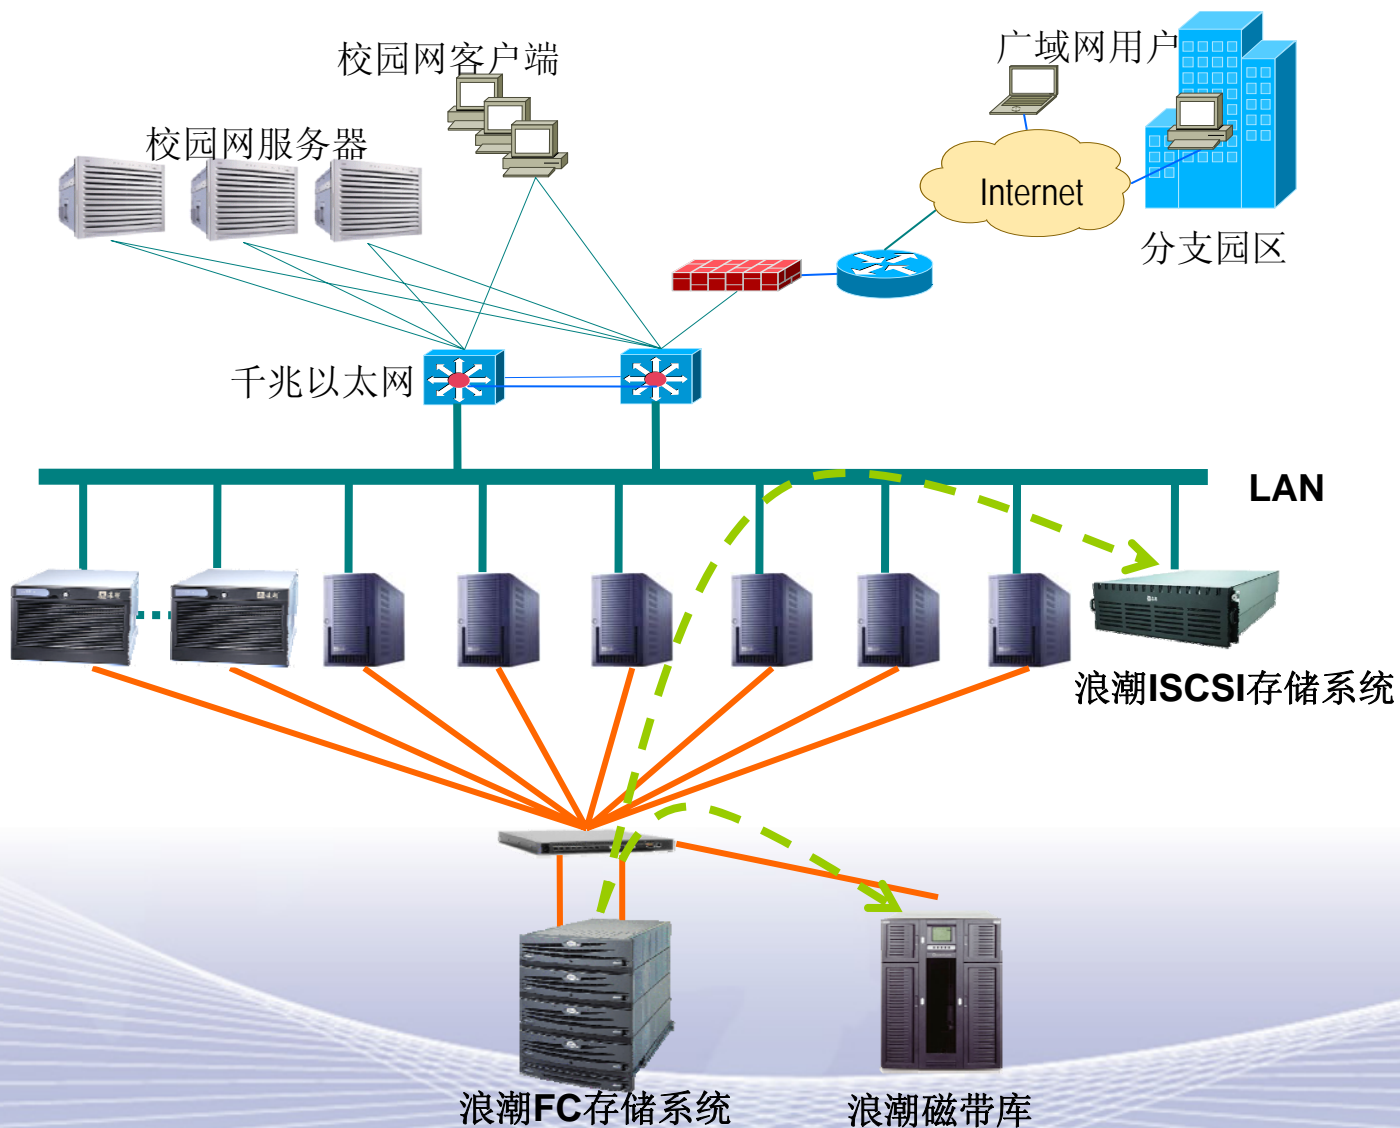 校园网客户端
广域网用户
校园网服务器
Internet
分支园区
千兆以太网
LAN
浪潮ISCSI存储系统
浪潮FC存储系统
浪潮磁带库